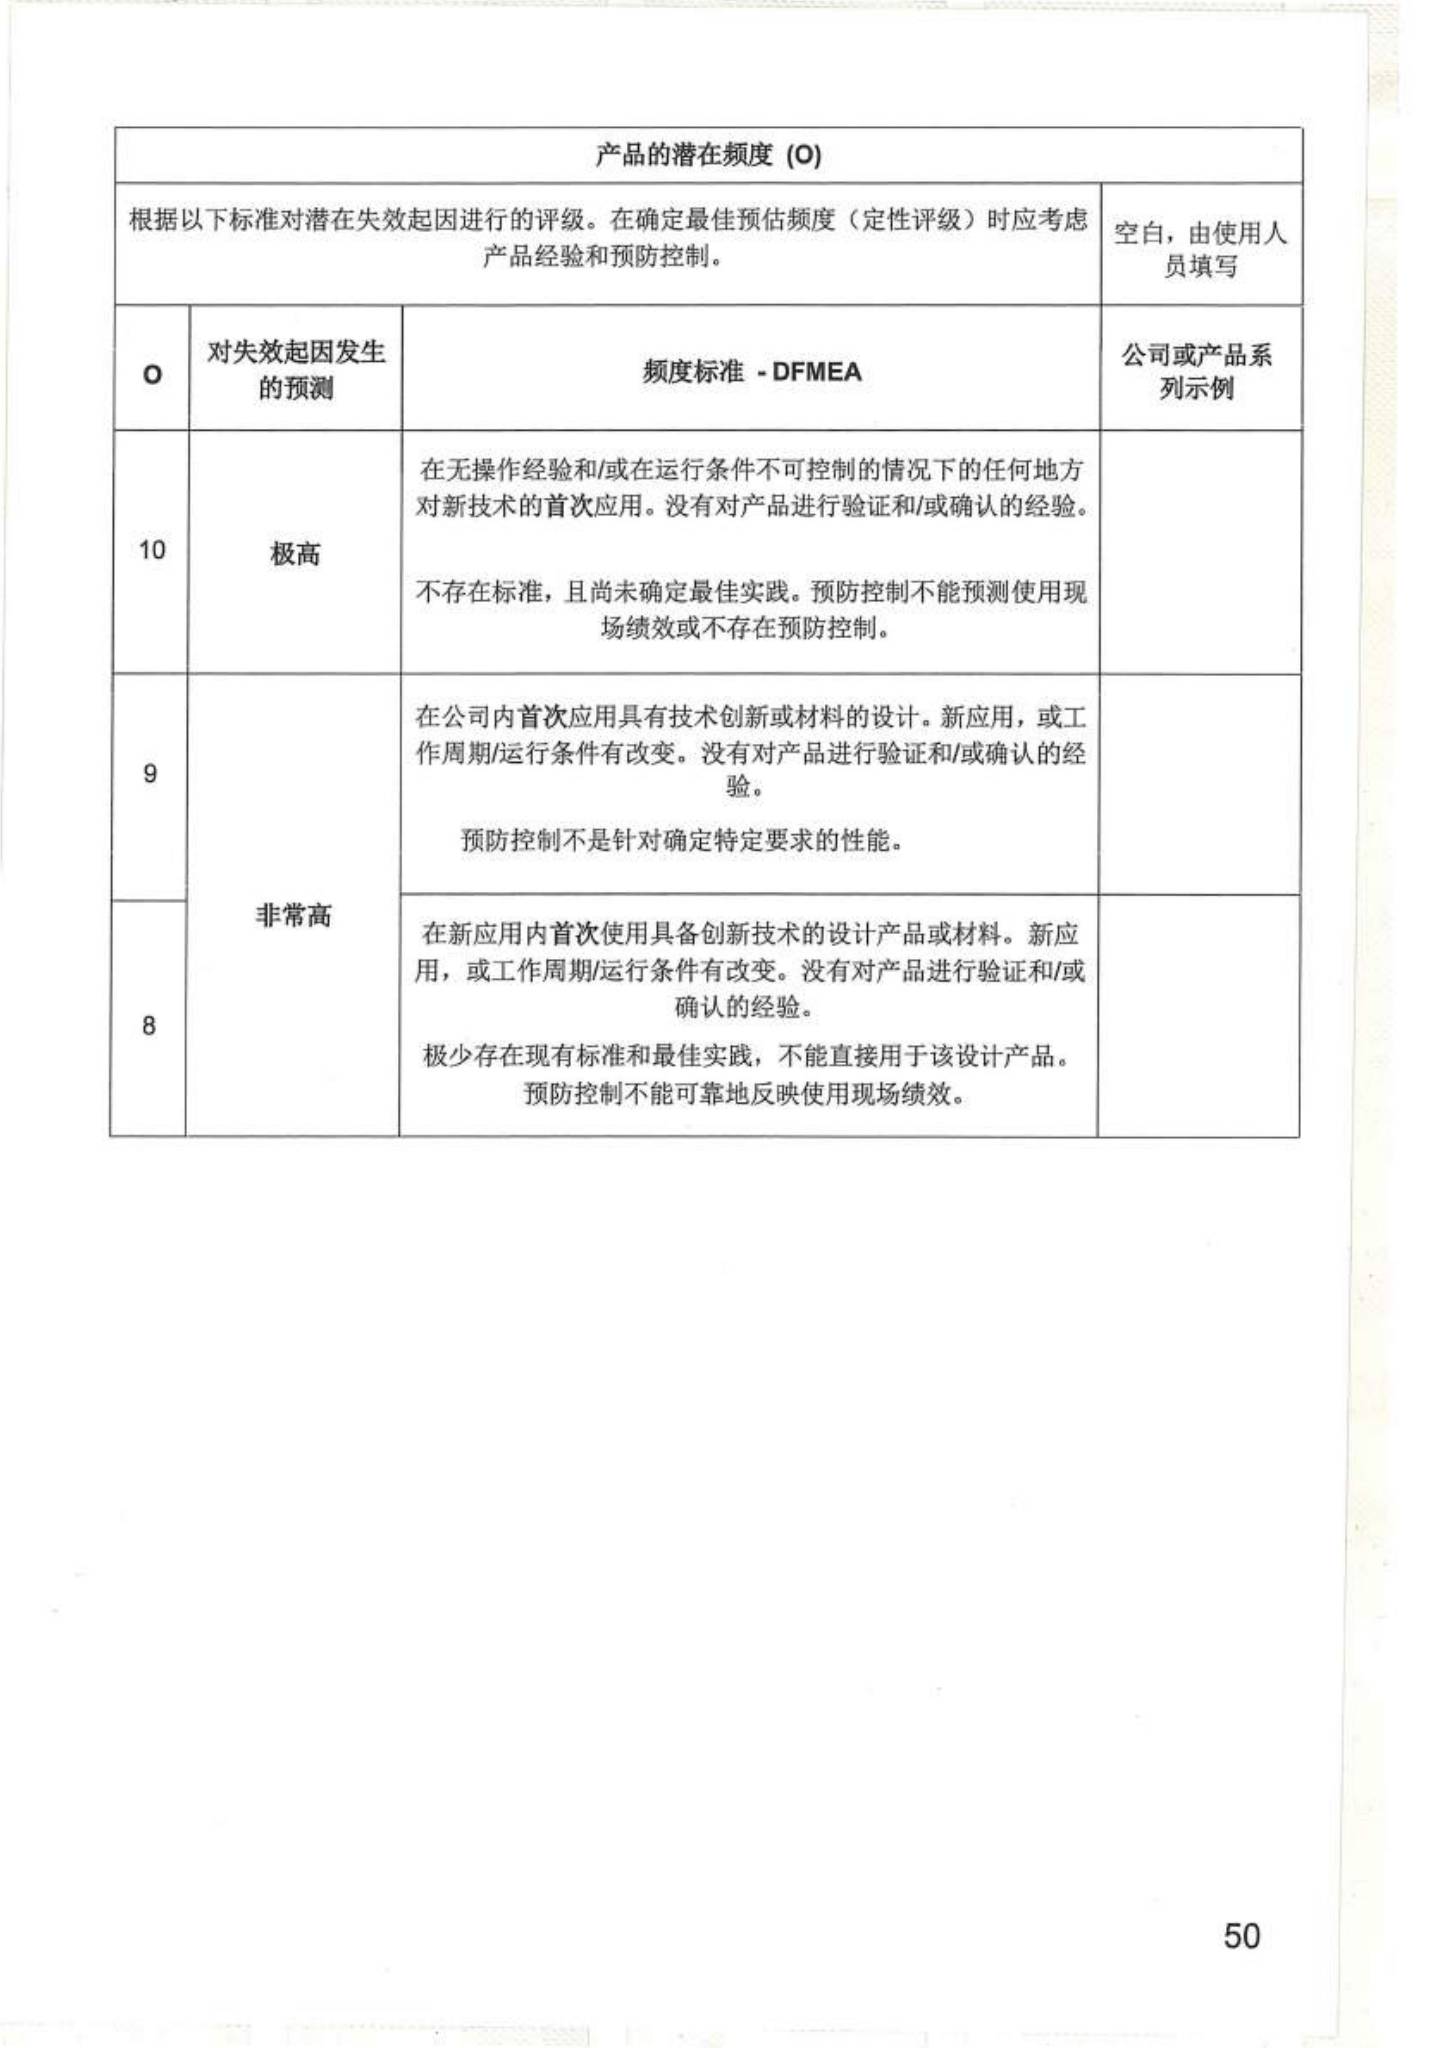 产品的潜在频度 (O)
根据以下标准对潜在失效起因进行的评级。在确定最佳预估频度（定性评级）时应考虑
产品经验和预防控制。
空白，由使用人
员填写
O
对失效起因发生
的预测
频度标准 - DFMEA
公司或产品系
列示例
10
极高
在无操作经验和/或在运行条件不可控制的情况下的任何地方
对新技术的首次应用。没有对产品进行验证和/或确认的经验。
不存在标准，且尚未确定最佳实践。预防控制不能预测使用现
场绩效或不存在预防控制。
9
非常高
在公司内首次应用具有技术创新或材料的设计。新应用，或工
作周期/运行条件有改变。没有对产品进行验证和/或确认的经
验。
预防控制不是针对确定特定要求的性能。
8
在新应用内首次使用具备创新技术的设计产品或材料。新应
用，或工作周期/运行条件有改变。没有对产品进行验证和/或
确认的经验。
极少存在现有标准和最佳实践，不能直接用于该设计产品。
预防控制不能可靠地反映使用现场绩效。
50